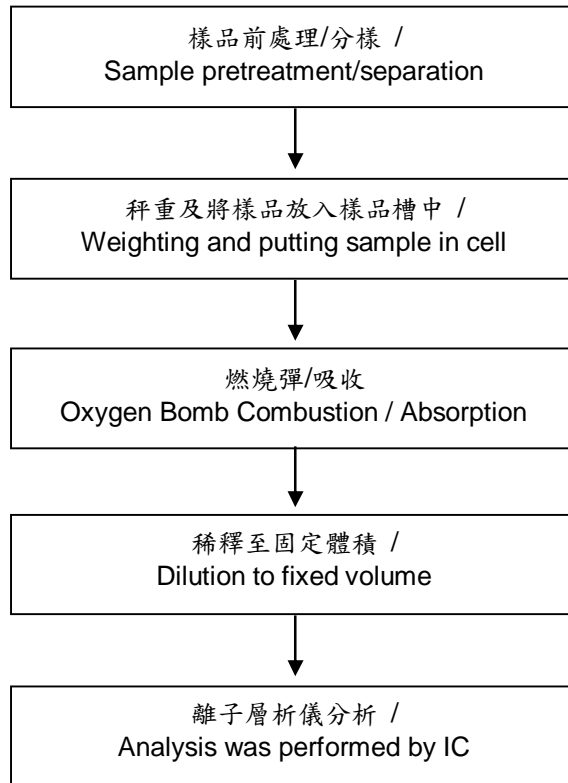 樣品前處理/分樣 /
Sample pretreatment/separation
秤重及將樣品放入樣品槽中 /
Weighting and putting sample in cell
燃燒彈/吸收
Oxygen Bomb Combustion / Absorption
稀釋至固定體積 /
Dilution to fixed volume
離子層析儀分析 /
Analysis was performed by IC